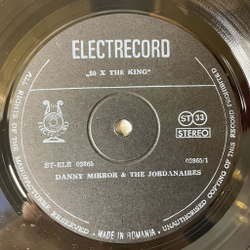 ELECTRECORD
„50 X THE KING"
ST 33
STEREO
ST-ELE 02865
02865/1
DANNY MIRROR & THE JORDANAIRES
ALL RIGHTS OF THE MANUFACTURER RESERVED. MADE IN ROMANIA. UNAUTHORISED COPYING OF THIS RECORD PROHIBITED